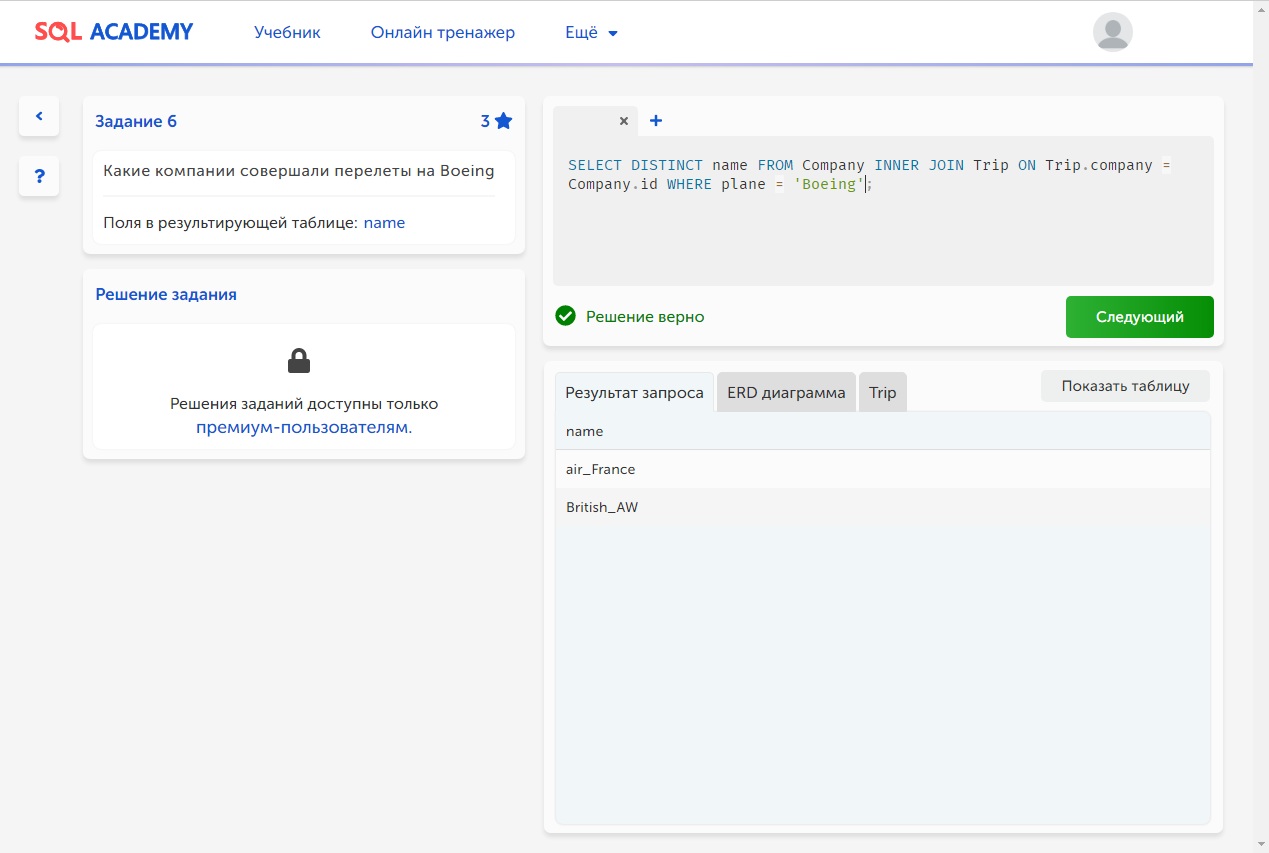 SQL ACADEMY
Учебник
Онлайн тренажер
Ещё
Задание 6
3
Какие компании совершали перелеты на Boeing
Поля в результирующей таблице: name
?
Решение задания
Решения заданий доступны только
премиум-пользователям.
× +
SELECT DISTINCT name FROM Company INNER JOIN Trip ON Trip.company =
Company.id WHERE plane = 'Boeing';
Решение верно
Следующий
Результат запроса
ERD диаграмма
Trip
Показать таблицу
name
air_France
British_AW